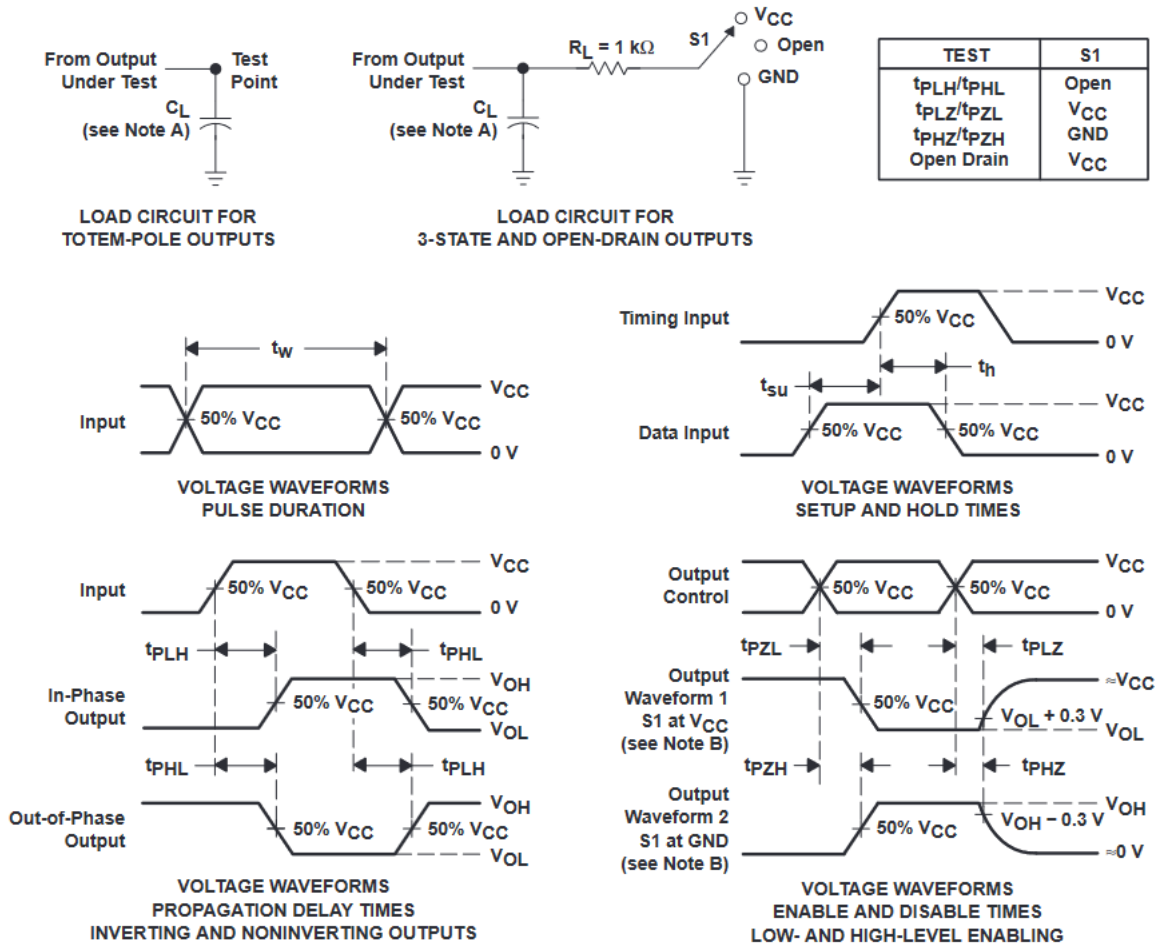 From Output
Under Test
Test
Point
CL
(see Note A)
LOAD CIRCUIT FOR
TOTEM-POLE OUTPUTS
From Output
Under Test
RL = 1 kΩ
S1
VCC
Open
GND
CL
(see Note A)
LOAD CIRCUIT FOR
3-STATE AND OPEN-DRAIN OUTPUTS
TEST S1
tPLH/tPHL Open
tPLZ/tPZL VCC
tPHZ/tPZH GND
Open Drain VCC
tw
Input
50% VCC
50% VCC
VCC
0 V
VOLTAGE WAVEFORMS
PULSE DURATION
Timing Input
50% VCC
VCC
0 V
tsu
th
Data Input
50% VCC
50% VCC
VCC
0 V
VOLTAGE WAVEFORMS
SETUP AND HOLD TIMES
Input
50% VCC
50% VCC
VCC
0 V
tPLH
tPHL
In-Phase
Output
50% VCC
50% VCC
VOH
VOL
tPHL
tPLH
Out-of-Phase
Output
50% VCC
50% VCC
VOH
VOL
VOLTAGE WAVEFORMS
PROPAGATION DELAY TIMES
INVERTING AND NONINVERTING OUTPUTS
Output
Control
50% VCC
50% VCC
VCC
0 V
tPZL
tPLZ
Output
Waveform 1
S1 at VCC
(see Note B)
50% VCC
VOL + 0.3 V
≈VCC
VOL
tPZH
tPHZ
Output
Waveform 2
S1 at GND
(see Note B)
50% VCC
VOH − 0.3 V
VOH
≈0 V
VOLTAGE WAVEFORMS
ENABLE AND DISABLE TIMES
LOW- AND HIGH-LEVEL ENABLING